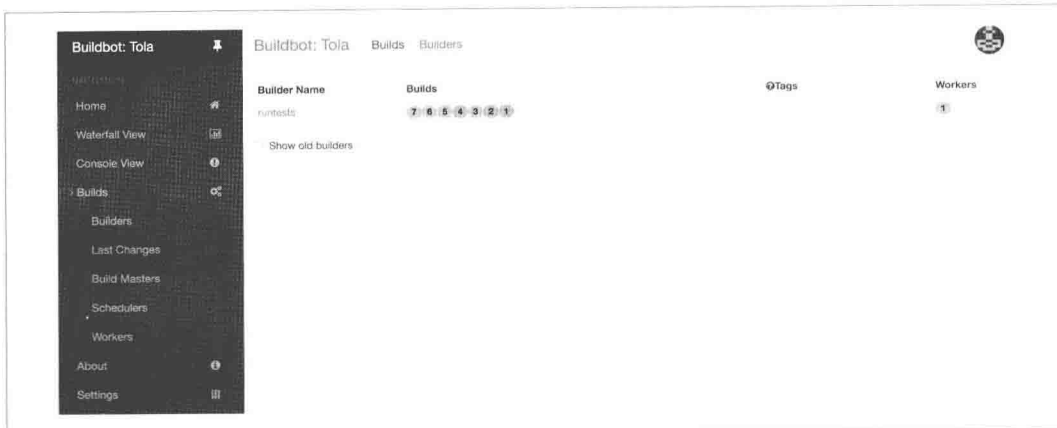 Buildbot: Tola
NAVIGATION
Home
Waterfall View
Console View
Builds
Builders
Last Changes
Build Masters
Schedulers
Workers
About
Settings
Buildbot: Tola Builds Builders
Builder Name Builds Tags Workers
runtests 7 6 5 4 3 2 1 1
Show old builders